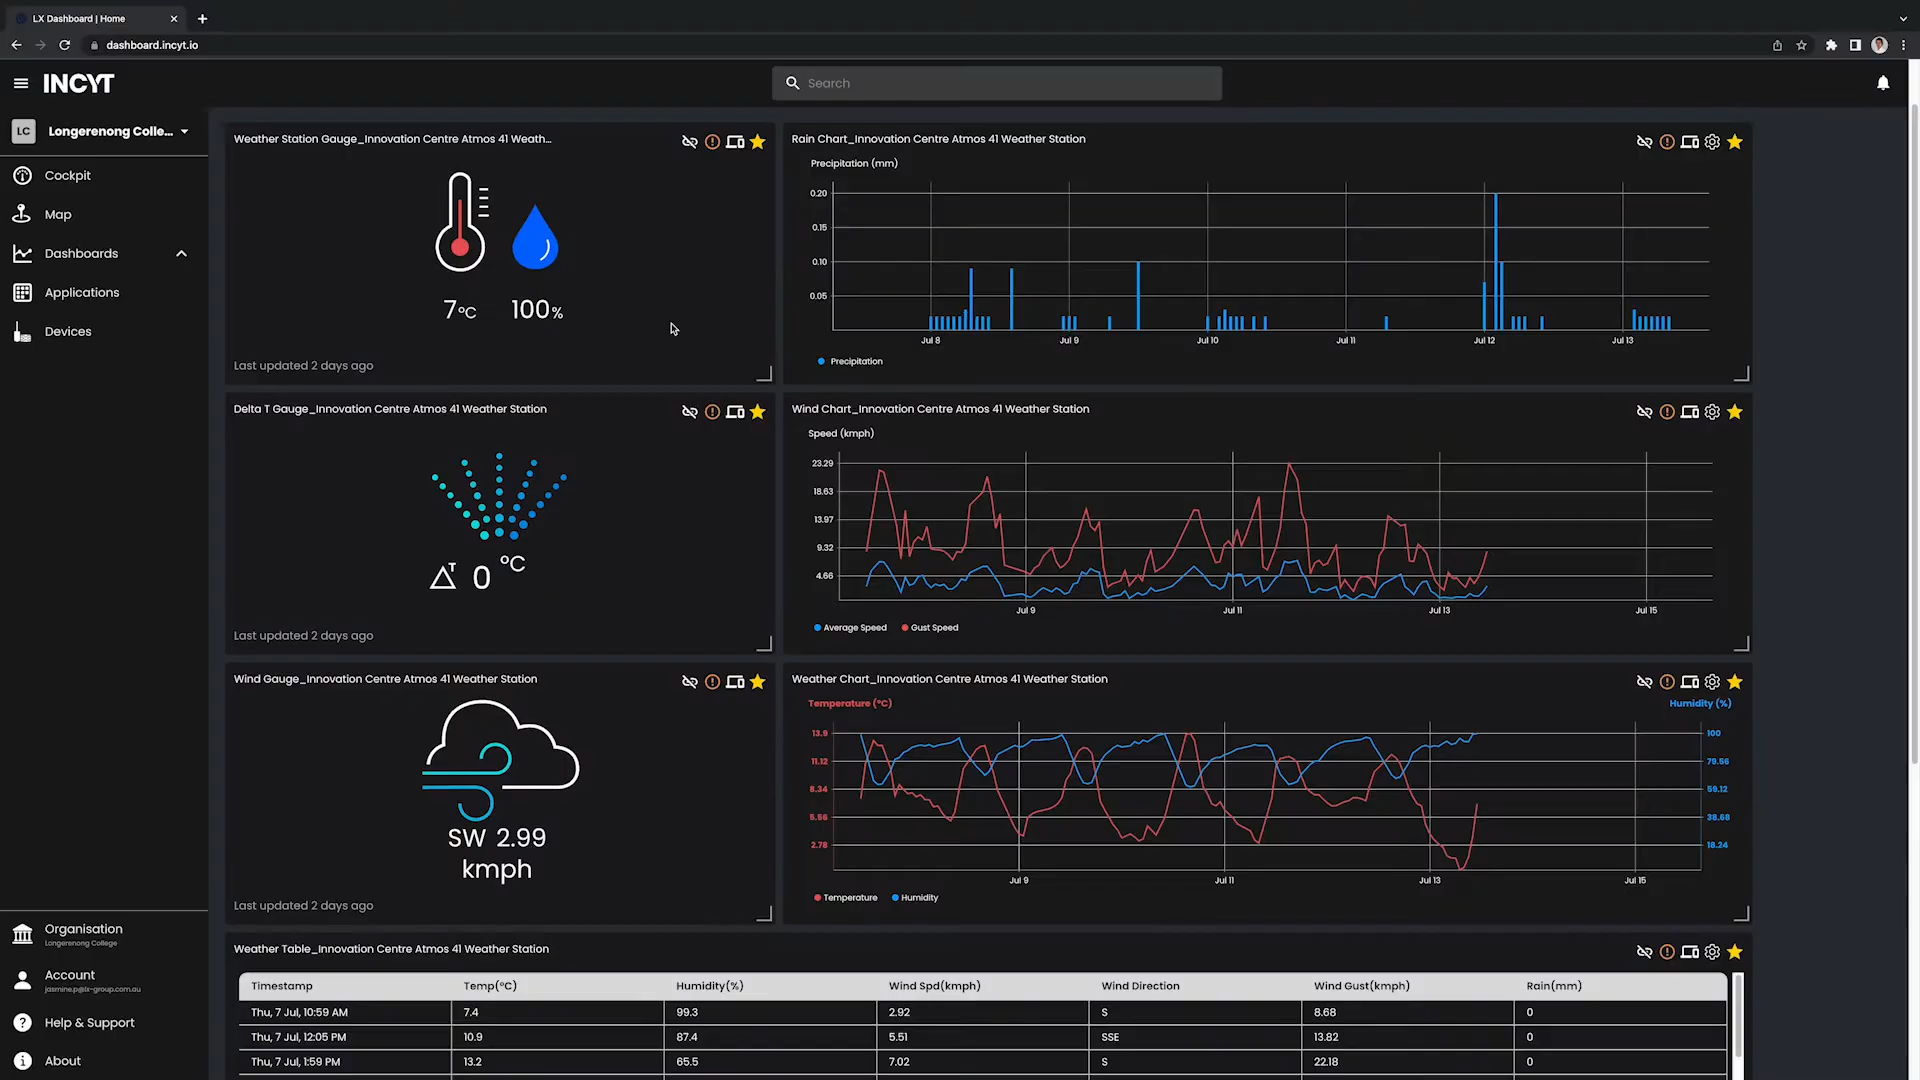 LX Dashboard | Home
dashboard.incyt.io
INCYT
Search
LC
Longerenong Colle...
Cockpit
Map
Dashboards
Applications
Devices
Organisation
Longerenong College
Account
jasmine.p@lx-group.com.au
Help & Support
About
Weather Station Gauge_Innovation Centre Atmos 41 Weath...
7°C 100%
Last updated 2 days ago
Rain Chart_Innovation Centre Atmos 41 Weather Station
Precipitation (mm)
0.20
0.15
0.10
0.05
Jul 8 Jul 9 Jul 10 Jul 11 Jul 12 Jul 13
Precipitation
Delta T Gauge_Innovation Centre Atmos 41 Weather Station
T 0 °C
Last updated 2 days ago
Wind Chart_Innovation Centre Atmos 41 Weather Station
Speed (kmph)
23.29
18.63
13.97
9.32
4.66
Jul 9 Jul 11 Jul 13 Jul 15
Average Speed Gust Speed
Wind Gauge_Innovation Centre Atmos 41 Weather Station
SW 2.99
kmph
Last updated 2 days ago
Weather Chart_Innovation Centre Atmos 41 Weather Station
Temperature (°C) Humidity (%)
13.9 100
11.12 79.56
8.34 59.12
5.56 38.68
2.78 18.24
Jul 9 Jul 11 Jul 13 Jul 15
Temperature Humidity
Weather Table_Innovation Centre Atmos 41 Weather Station
Timestamp Temp(°C) Humidity(%) Wind Spd(kmph) Wind Direction Wind Gust(kmph) Rain(mm)
Thu, 7 Jul, 10:59 AM 7.4 99.3 2.92 S 8.68 0
Thu, 7 Jul, 12:05 PM 10.9 87.4 5.51 SSE 13.82 0
Thu, 7 Jul, 1:59 PM 13.2 65.5 7.02 S 22.18 0